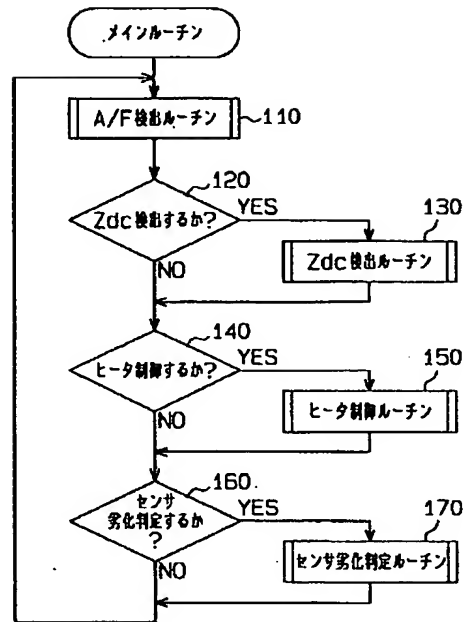 メインルーチン
A/F検出ルーチン
110
120
Zdc検出するか?
YES
130
Zdc検出ルーチン
NO
140
ヒータ制御するか?
YES
150
ヒータ制御ルーチン
NO
160
センサ
劣化判定するか
?
YES
170
センサ劣化判定ルーチン
NO